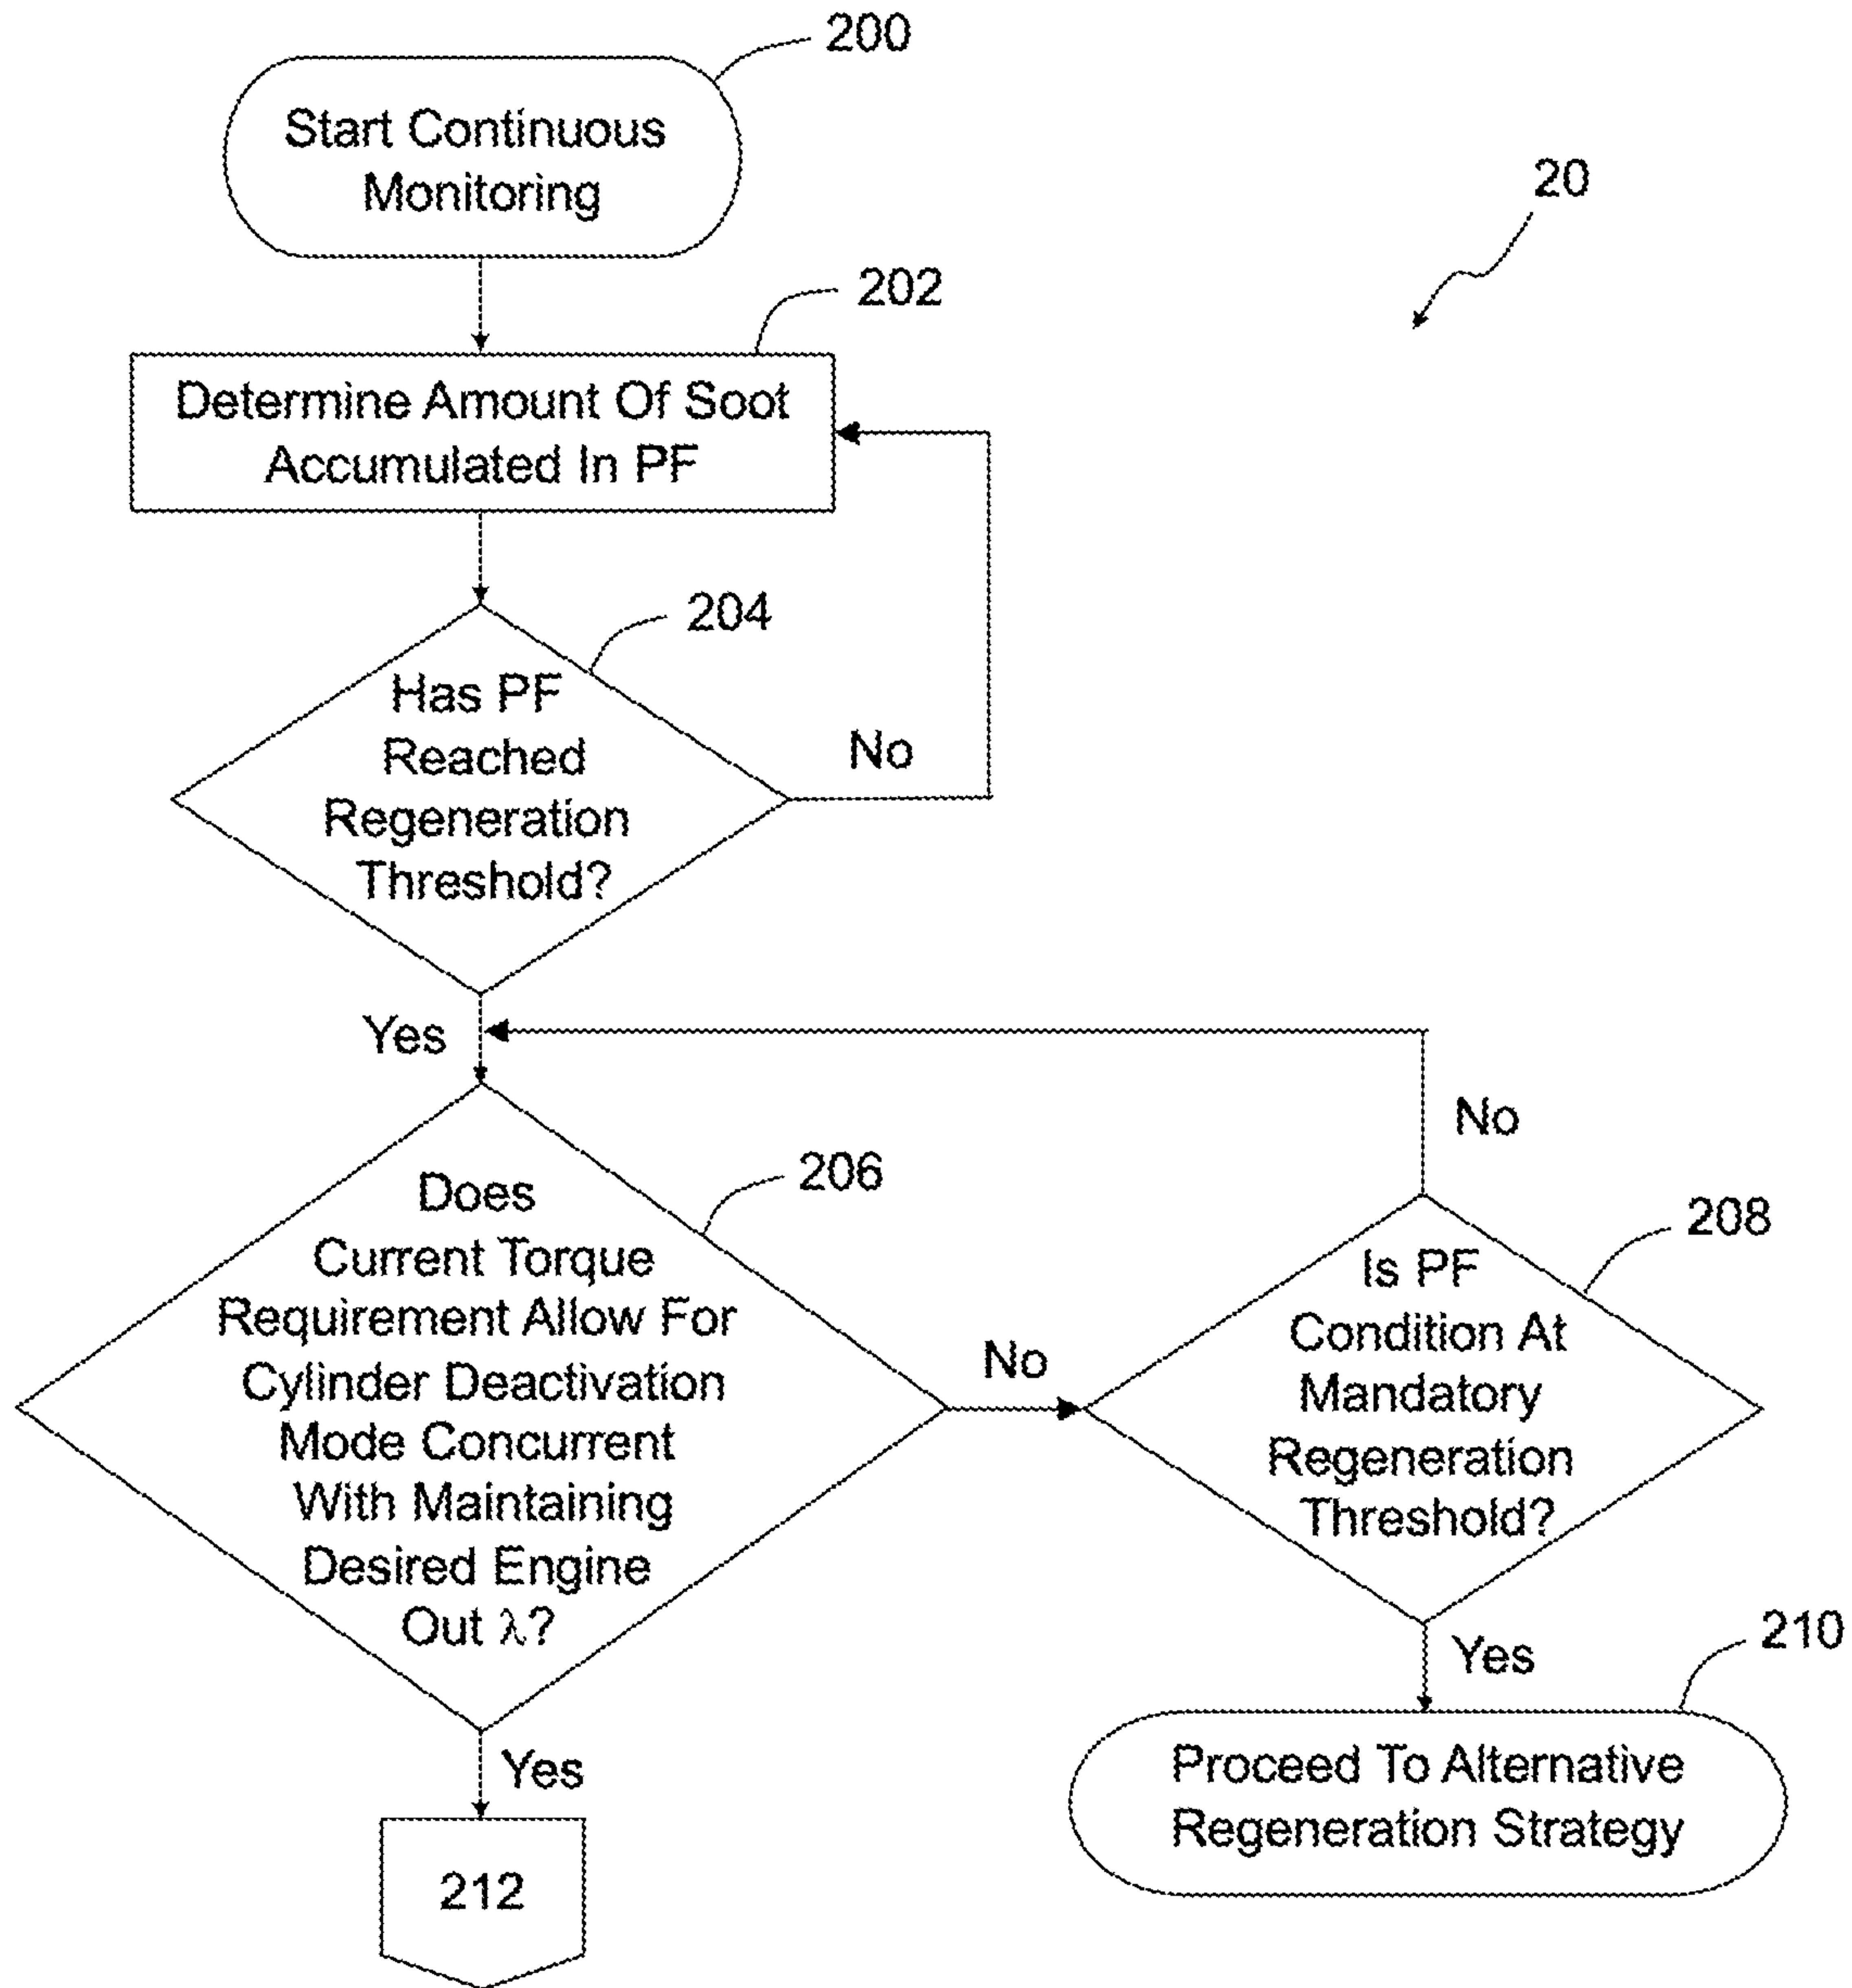 200
Start Continuous
Monitoring
20
202
Determine Amount Of Soot
Accumulated In PF
204
Has PF
Reached
Regeneration
Threshold?
No
Yes
No
206
Does
Current Torque
Requirement Allow For
Cylinder Deactivation
Mode Concurrent
With Maintaining
Desired Engine
Out λ?
No
208
Is PF
Condition At
Mandatory
Regeneration
Threshold?
Yes
210
Proceed To Alternative
Regeneration Strategy
Yes
212